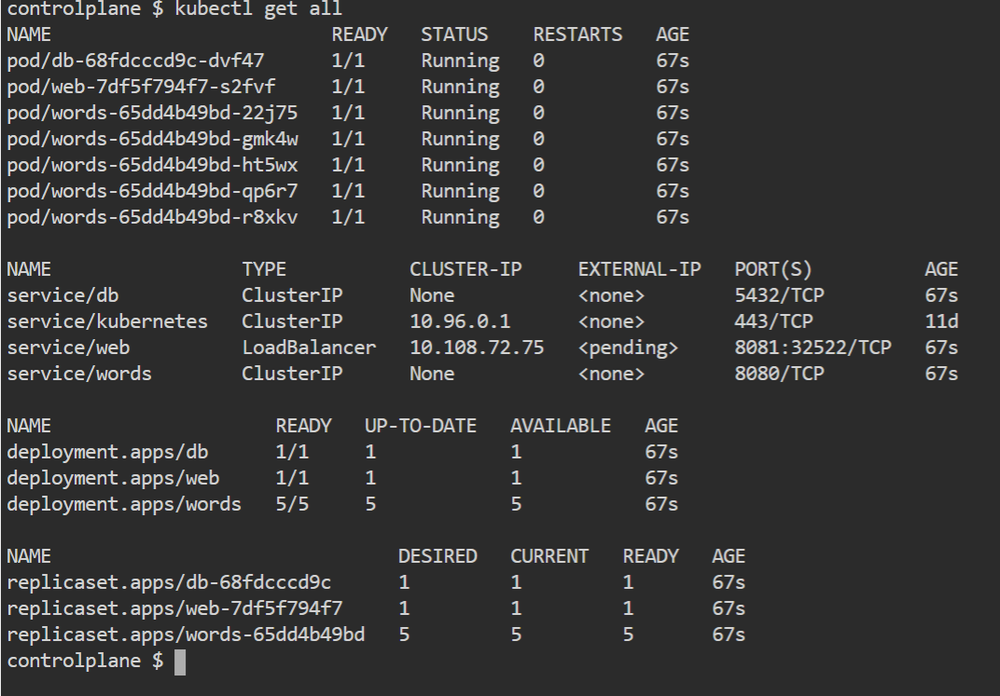 controlplane $ kubectl get all
NAME                         READY   STATUS    RESTARTS   AGE
pod/db-68fdcccd9c-dvf47      1/1     Running   0          67s
pod/web-7df5f794f7-s2fvf     1/1     Running   0          67s
pod/words-65dd4b49bd-22j75   1/1     Running   0          67s
pod/words-65dd4b49bd-gmk4w   1/1     Running   0          67s
pod/words-65dd4b49bd-ht5wx   1/1     Running   0          67s
pod/words-65dd4b49bd-qp6r7   1/1     Running   0          67s
pod/words-65dd4b49bd-r8xkv   1/1     Running   0          67s

NAME                 TYPE           CLUSTER-IP     EXTERNAL-IP   PORT(S)          AGE
service/db           ClusterIP      None           <none>        5432/TCP         67s
service/kubernetes   ClusterIP      10.96.0.1      <none>        443/TCP          11d
service/web          LoadBalancer   10.108.72.75   <pending>     8081:32522/TCP   67s
service/words        ClusterIP      None           <none>        8080/TCP         67s

NAME                    READY   UP-TO-DATE   AVAILABLE   AGE
deployment.apps/db      1/1     1            1           67s
deployment.apps/web     1/1     1            1           67s
deployment.apps/words   5/5     5            5           67s

NAME                               DESIRED   CURRENT   READY   AGE
replicaset.apps/db-68fdcccd9c      1         1         1       67s
replicaset.apps/web-7df5f794f7     1         1         1       67s
replicaset.apps/words-65dd4b49bd   5         5         5       67s
controlplane $